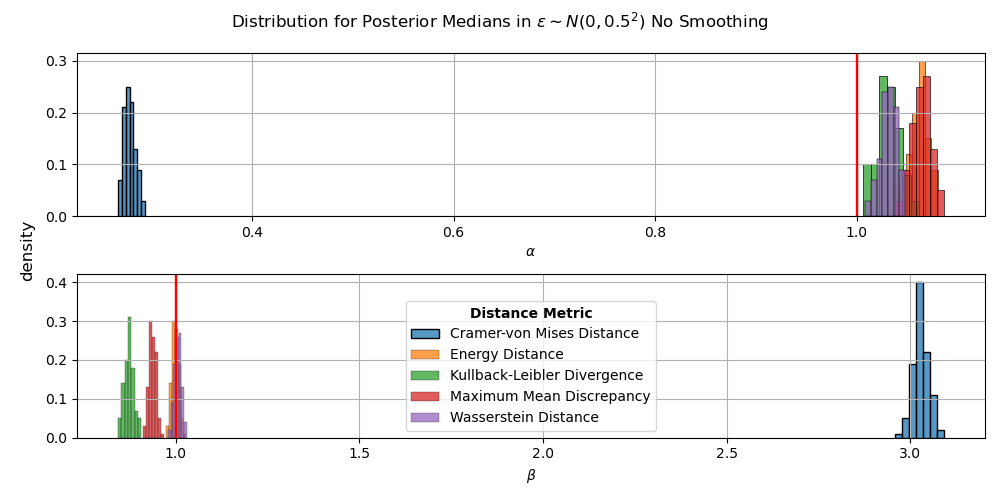 Distribution for Posterior Medians in ε ~ N(0, 0.5²) No Smoothing
0.3
0.2
0.1
0.0
0.4 0.6 0.8 1.0
α
density
0.4
0.3
0.2
0.1
0.0
Distance Metric
Cramer-von Mises Distance
Energy Distance
Kullback-Leibler Divergence
Maximum Mean Discrepancy
Wasserstein Distance
1.0 1.5 2.0 2.5 3.0
β